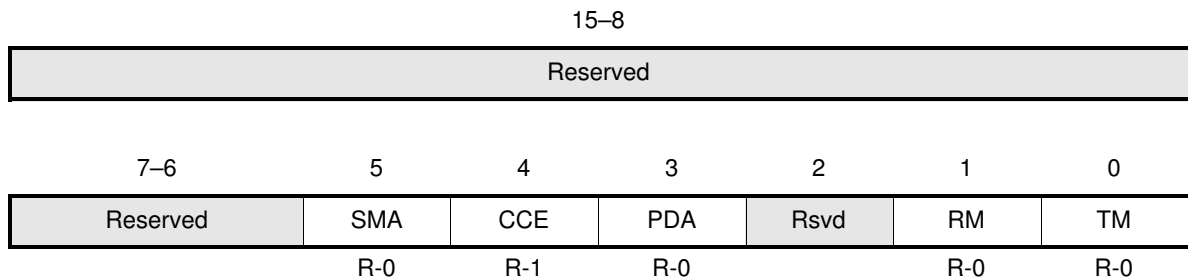 15–8
Reserved
7–6 5 4 3 2 1 0
Reserved SMA CCE PDA Rsvd RM TM
R-0 R-1 R-0 R-0 R-0